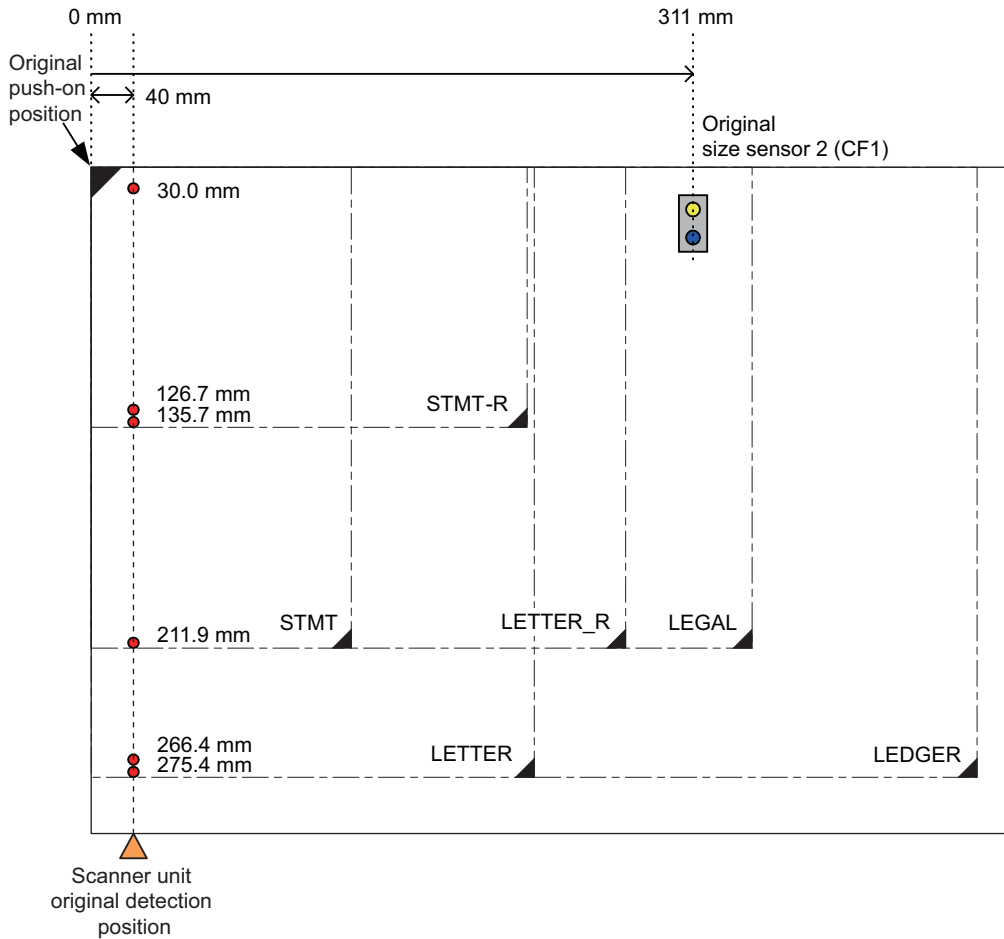 0 mm
311 mm
Original
push-on
position
40 mm
Original
size sensor 2 (CF1)
30.0 mm
126.7 mm
135.7 mm
STMT-R
211.9 mm
STMT
LETTER_R
LEGAL
266.4 mm
275.4 mm
LETTER
LEDGER
Scanner unit
original detection
position